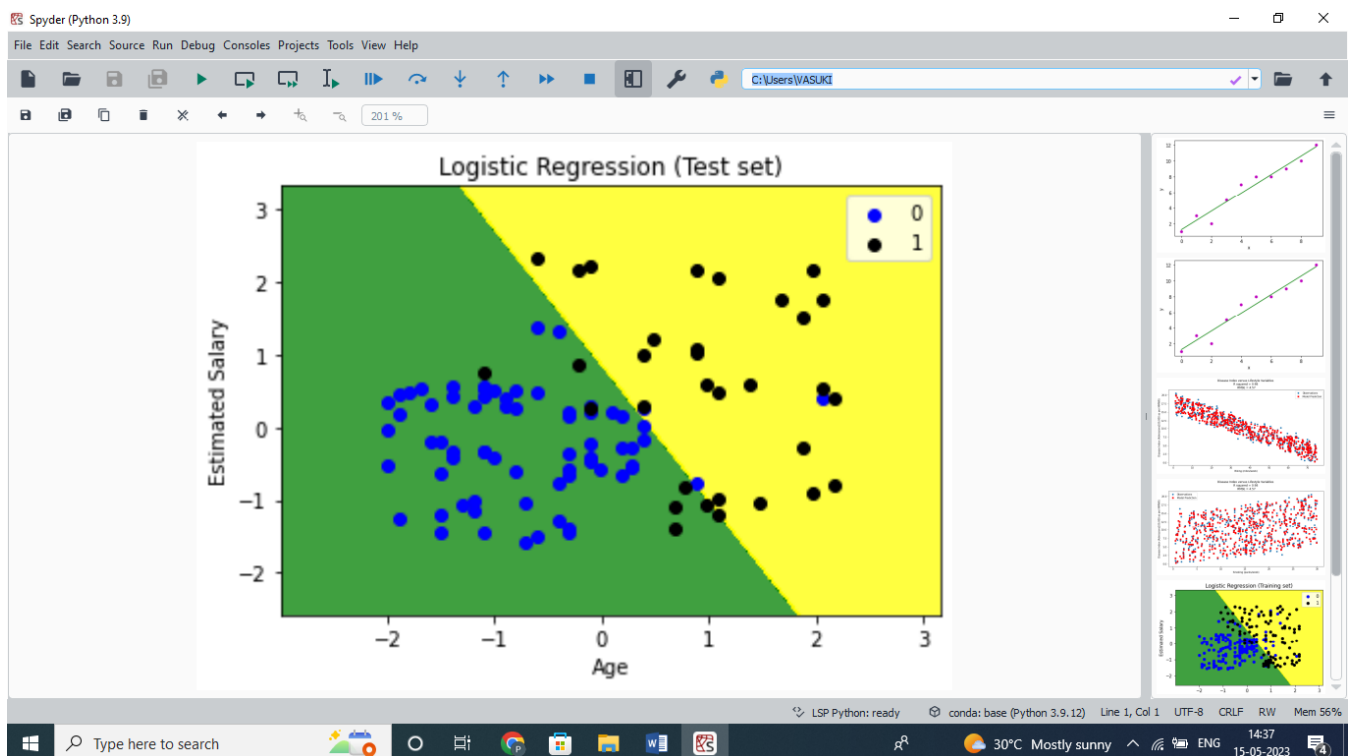 Spyder (Python 3.9)
File Edit Search Source Run Debug Consoles Projects Tools View Help
C:\Users\VASUKI
201 %
Logistic Regression (Test set)
0
1
3
2
1
0
−1
−2
Estimated Salary
−2 −1 0 1 2 3
Age
Logistic Regression (Training set)
Estimated Salary
LSP Python: ready conda: base (Python 3.9.12) Line 1, Col 1 UTF-8 CRLF RW Mem 56%
Type here to search
30°C Mostly sunny ENG
14:37
15-05-2023
4